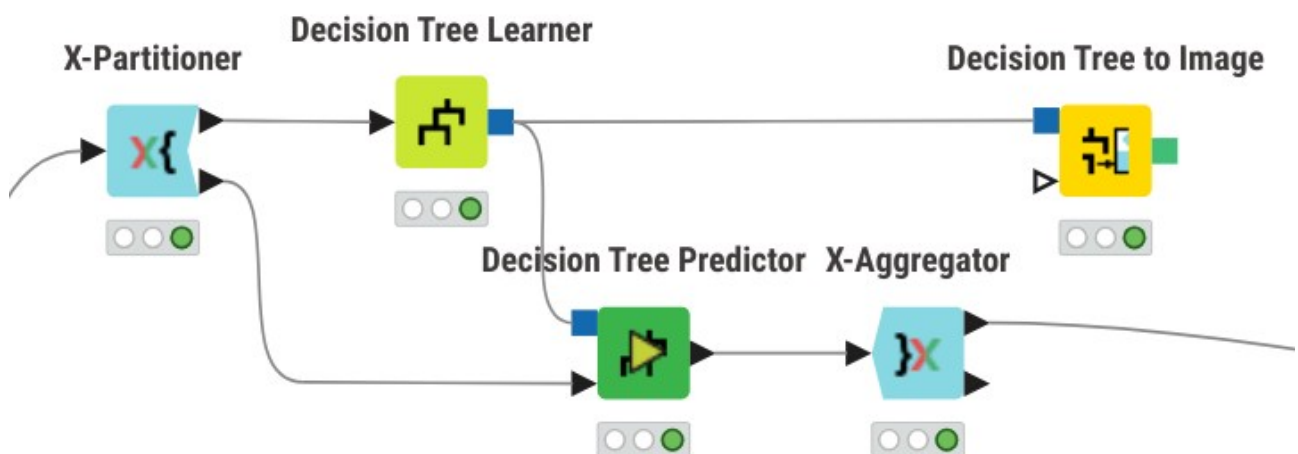 Decision Tree Learner
X-Partitioner
Decision Tree to Image
X{
Decision Tree Predictor
X-Aggregator
}X